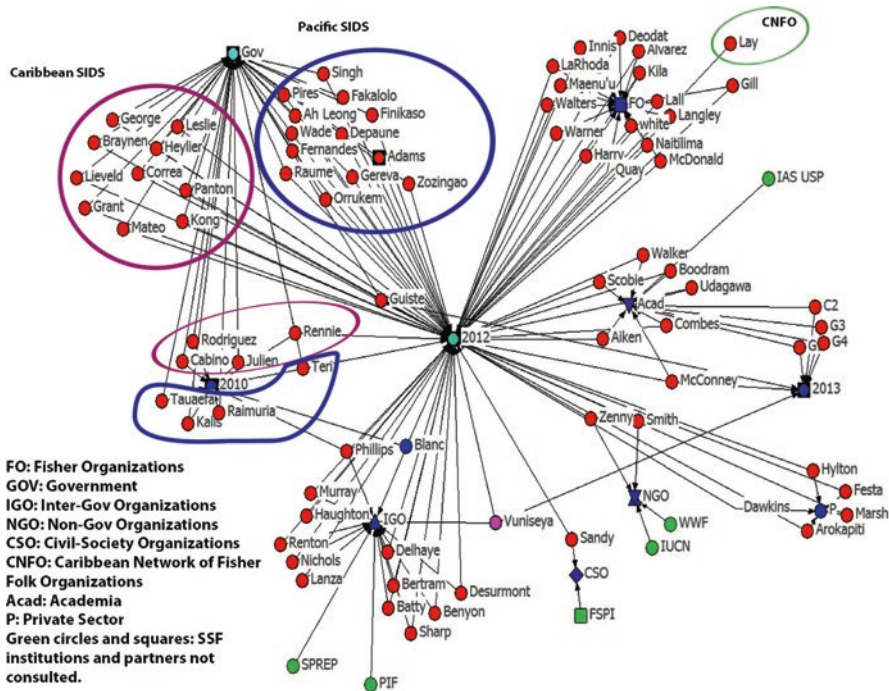 Pacific SIDS
CNFO
Gov
Caribbean SIDS
Innis
Deodat
Alvarez
Lay
LaRhoda
Kila
Maenu'u
Singh
Pires
Fakalolo
Walters
FO
Lall
Gill
Ah Leong
Finikaso
Langley
George
Leslie
Wade
Depaune
Warner
white
Braynen
Heylier
Fernandes
Adams
Harry
Naitilima
McDonald
Quay
Lieveld
Correa
Panton
Raume
Gereva
Zozingao
IAS USP
Grant
Kong
Orrukem
Mateo
Walker
Scobie
Boodram
Udagawa
Guiste
Acad
C2
Combes
G3
Rodriguez
Rennie
2012
Aiken
G4
Cabino
Julien
Teri
McConney
2013
2010
Tauaefa
Raimuria
Kalis
Zenny
Smith
Phillips
Blanc
Hylton
Murray
Festa
Haughton
IGO
Vuniseya
NGO
Dawkins
P
Marsh
WWF
Arokapiti
Renton
Delhaye
Sandy
IUCN
Nichols
Lanza
Bertram
Desurmont
CSO
Batty
Benyon
FSPI
Sharp
SPREP
PIF
FO: Fisher Organizations
GOV: Government
IGO: Inter-Gov Organizations
NGO: Non-Gov Organizations
CSO: Civil-Society Organizations
CNFO: Caribbean Network of Fisher
Folk Organizations
Acad: Academia
P: Private Sector
Green circles and squares: SSF
institutions and partners not
consulted.